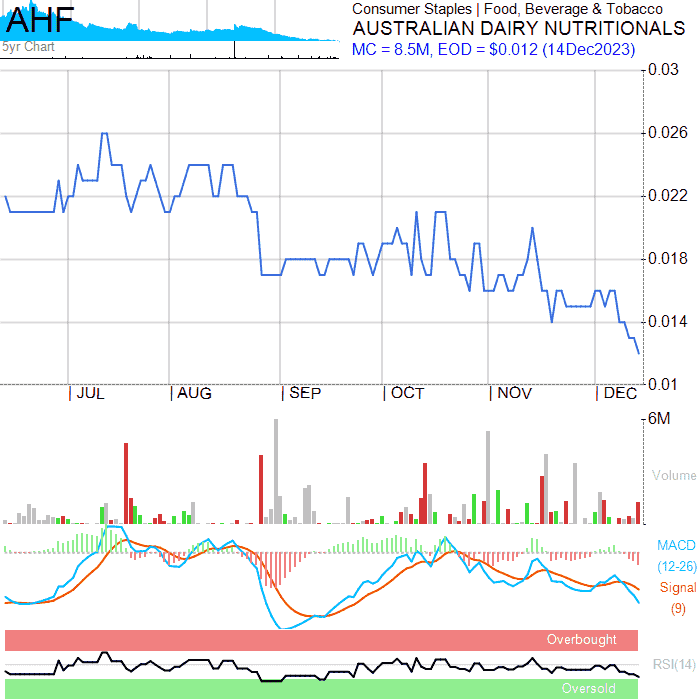 AHF
5yr Chart
Consumer Staples | Food, Beverage & Tobacco
AUSTRALIAN DAIRY NUTRITIONALS
MC = 8.5M, EOD = $0.012 (14Dec2023)
0.03
0.026
0.022
0.018
0.014
0.01
| JUL | AUG | SEP | OCT | NOV | DEC
6M
Volume
MACD
(12-26)
Signal
(9)
Overbought
RSI(14)
Oversold